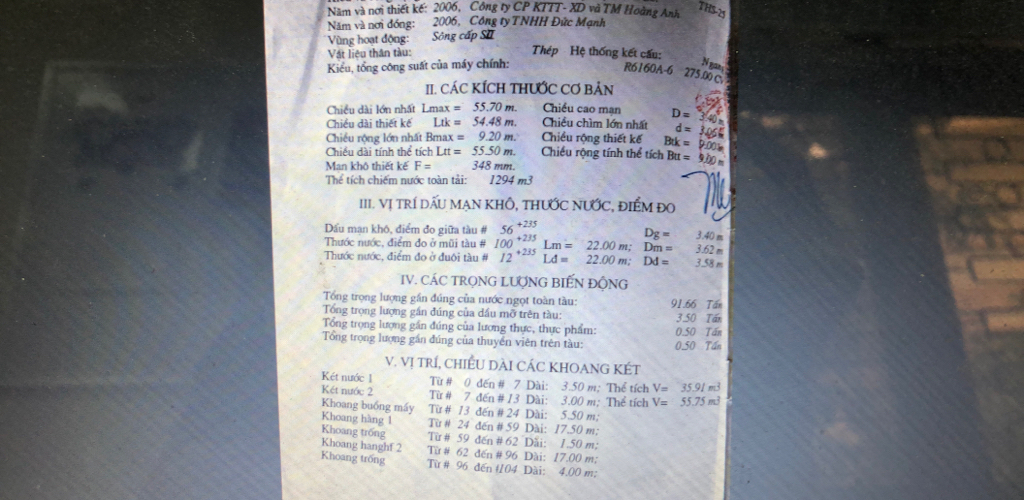 Năm và nơi thiết kế: 2006, Công ty CP KTTT- XD và TM Hoàng Anh
Năm và nơi đóng: 2006, Công ty TNHH Đức Mạnh
Vùng hoạt động: Sông cấp SII
Vật liệu thân tàu: Thép Hệ thống kết cấu: Ngang
Kiểu, tổng công suất của máy chính: R6160A-6 275.00 CV
II. CÁC KÍCH THƯỚC CƠ BẢN
Chiều dài lớn nhất Lmax = 55.70 m. Chiều cao mạn D = 3.40 m
Chiều dài thiết kế Ltk = 54.48 m. Chiều chìm lớn nhất d =
Chiều rộng lớn nhất Bmax = 9.20 m. Chiều rộng thiết kế Btk = 9.00 m
Chiều dài tính thể tích Ltt = 55.50 m. Chiều rộng tính thể tích Btt = 9.00 m
Mạn khô thiết kế F = 348 mm.
Thể tích chiếm nước toàn tải: 1294 m3
III. VỊ TRÍ DẤU MẠN KHÔ, THƯỚC NƯỚC, ĐIỂM ĐO
Dấu mạn khô, điểm đo giữa tàu # 56 +235 Dg = 3.40 m
Thước nước, điểm đo ở mũi tàu # 100 +235 Lm = 22.00 m; Dm = 3.62 m
Thước nước, điểm đo ở đuôi tàu # 12 +235 Lđ = 22.00 m; Dđ = 3.58 m
IV. CÁC TRỌNG LƯỢNG BIẾN ĐỘNG
Tổng trọng lượng gần đúng của nước ngọt toàn tàu: 91.66 Tấn
Tổng trọng lượng gần đúng của dầu mỡ trên tàu: 3.50 Tấn
Tổng trọng lượng gần đúng của lương thực, thực phẩm: 0.50 Tấn
Tổng trọng lượng gần đúng của thuyền viên trên tàu: 0.50 Tấn
V. VỊ TRÍ, CHIỀU DÀI CÁC KHOANG KÉT
Két nước 1 Từ # 0 đến # 7 Dài: 3.50 m; Thể tích V= 35.91 m3
Két nước 2 Từ # 7 đến # 13 Dài: 3.00 m; Thể tích V= 55.75 m3
Khoang buồng máy Từ # 13 đến # 24 Dài: 5.50 m;
Khoang hàng 1 Từ # 24 đến # 59 Dài: 17.50 m;
Khoang trống Từ # 59 đến # 62 Dài: 1.50 m;
Khoang hanghf 2 Từ # 62 đến # 96 Dài: 17.00 m;
Khoang trống Từ # 96 đến #104 Dài: 4.00 m;